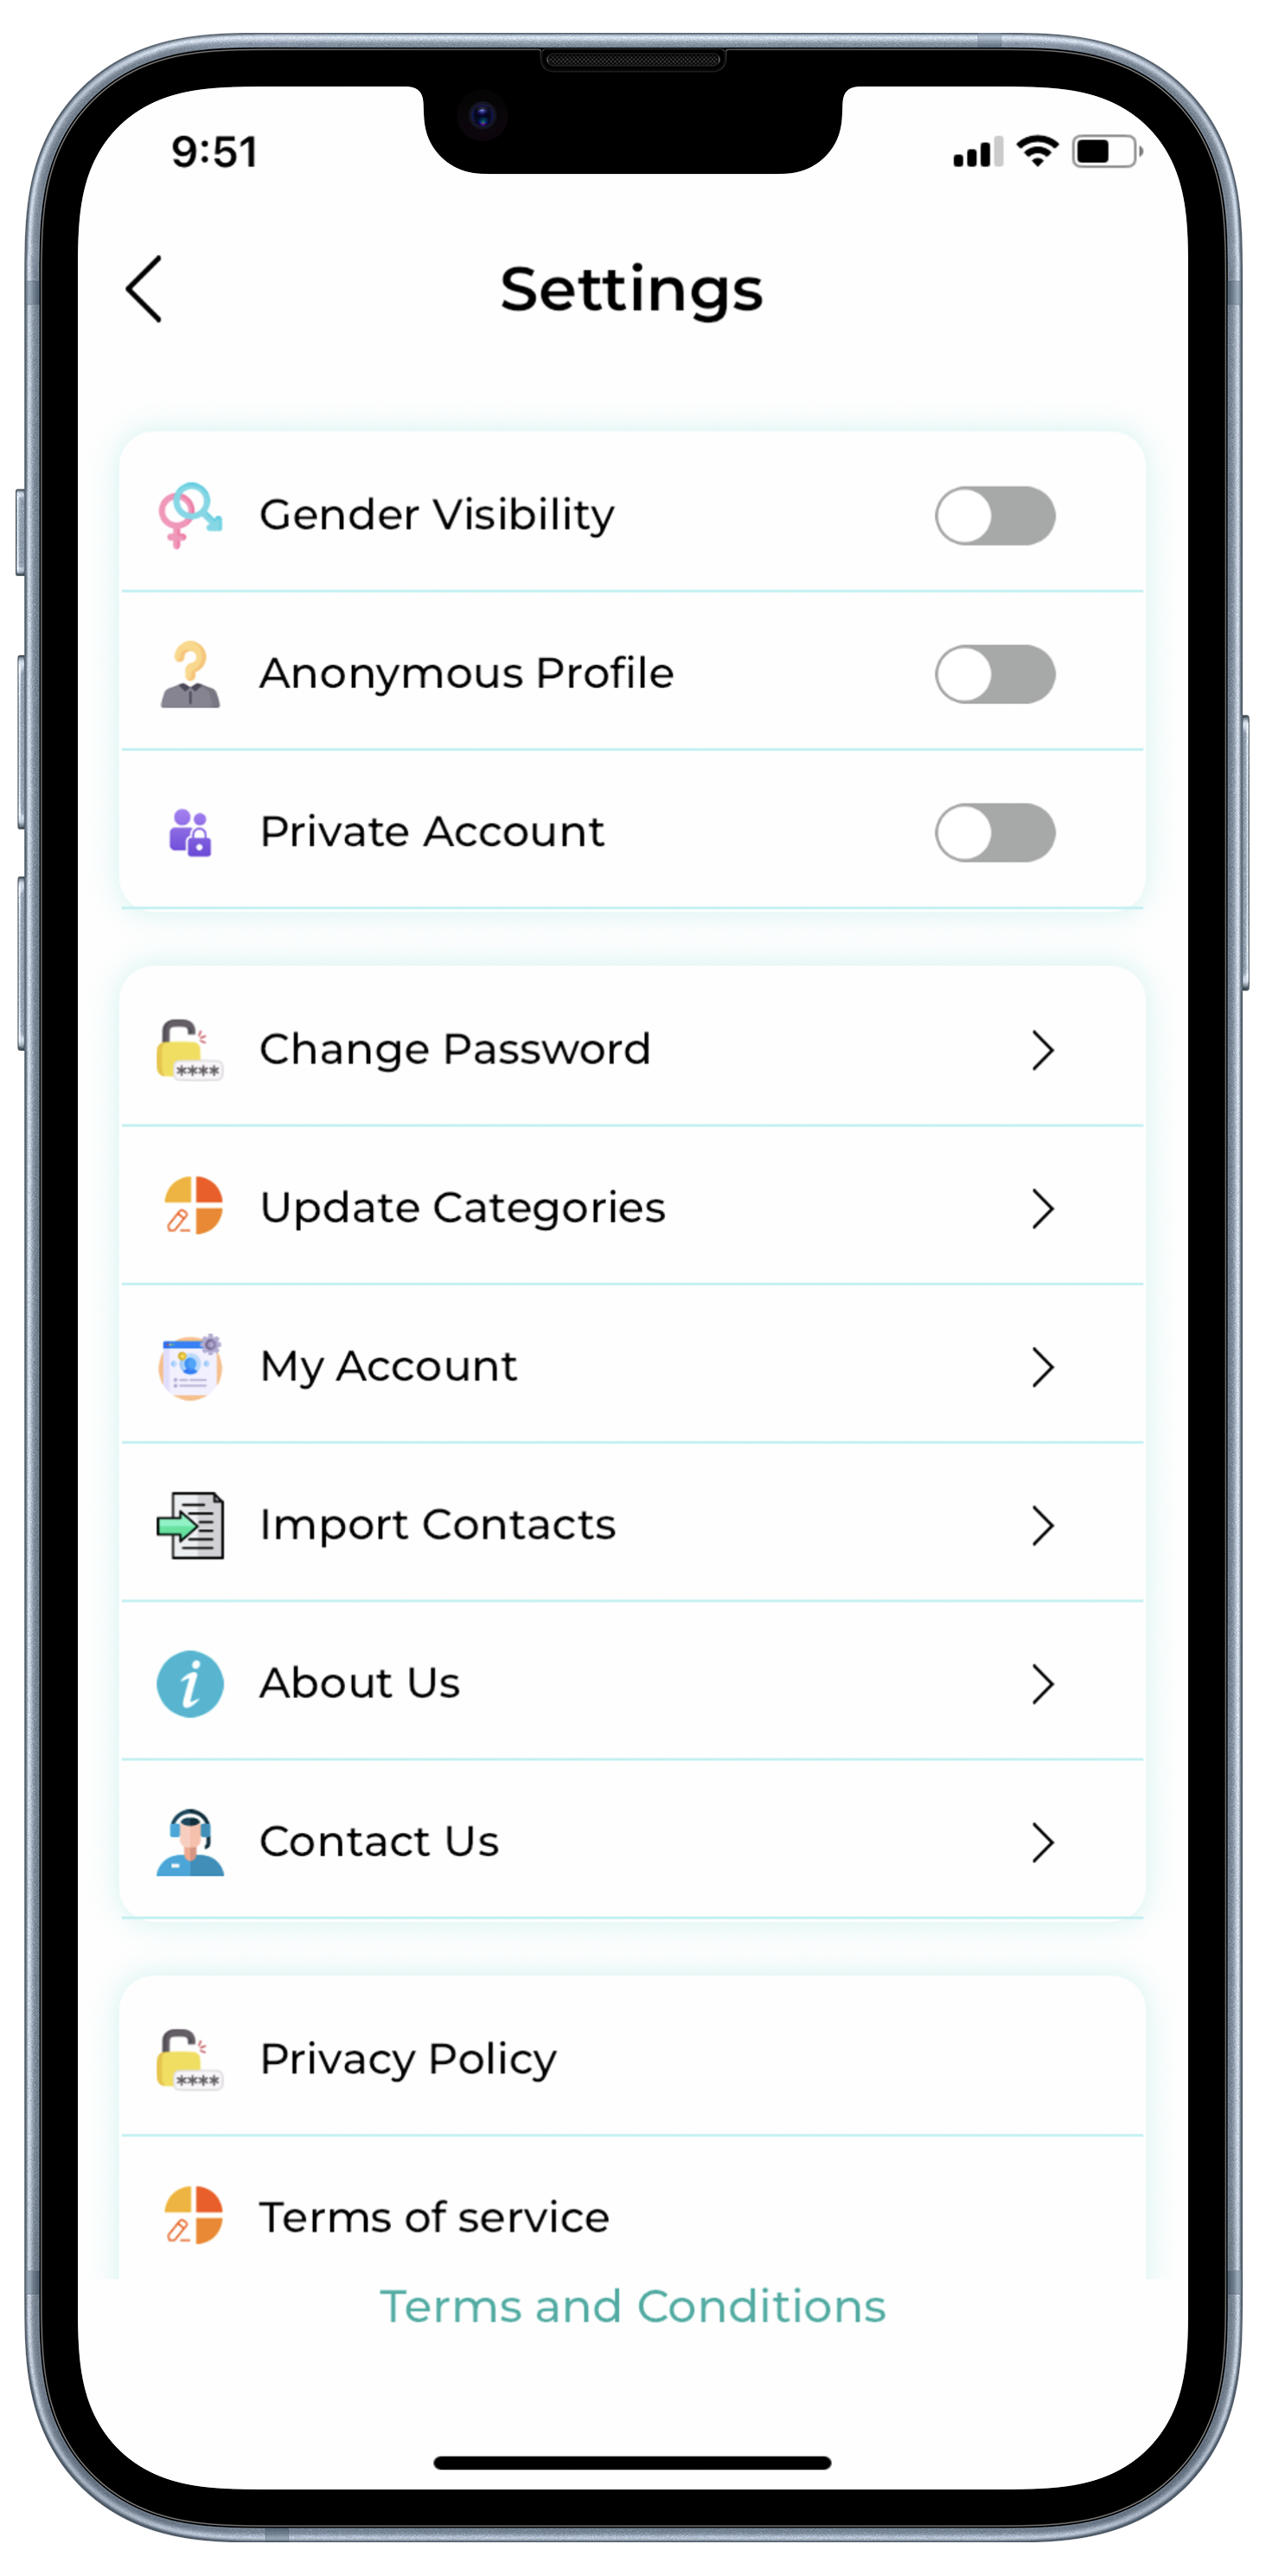 9:51
Settings
Gender Visibility
Anonymous Profile
Private Account
Change Password
****
Update Categories
My Account
Import Contacts
About Us
i
Contact Us
Privacy Policy
****
Terms of service
Terms and Conditions